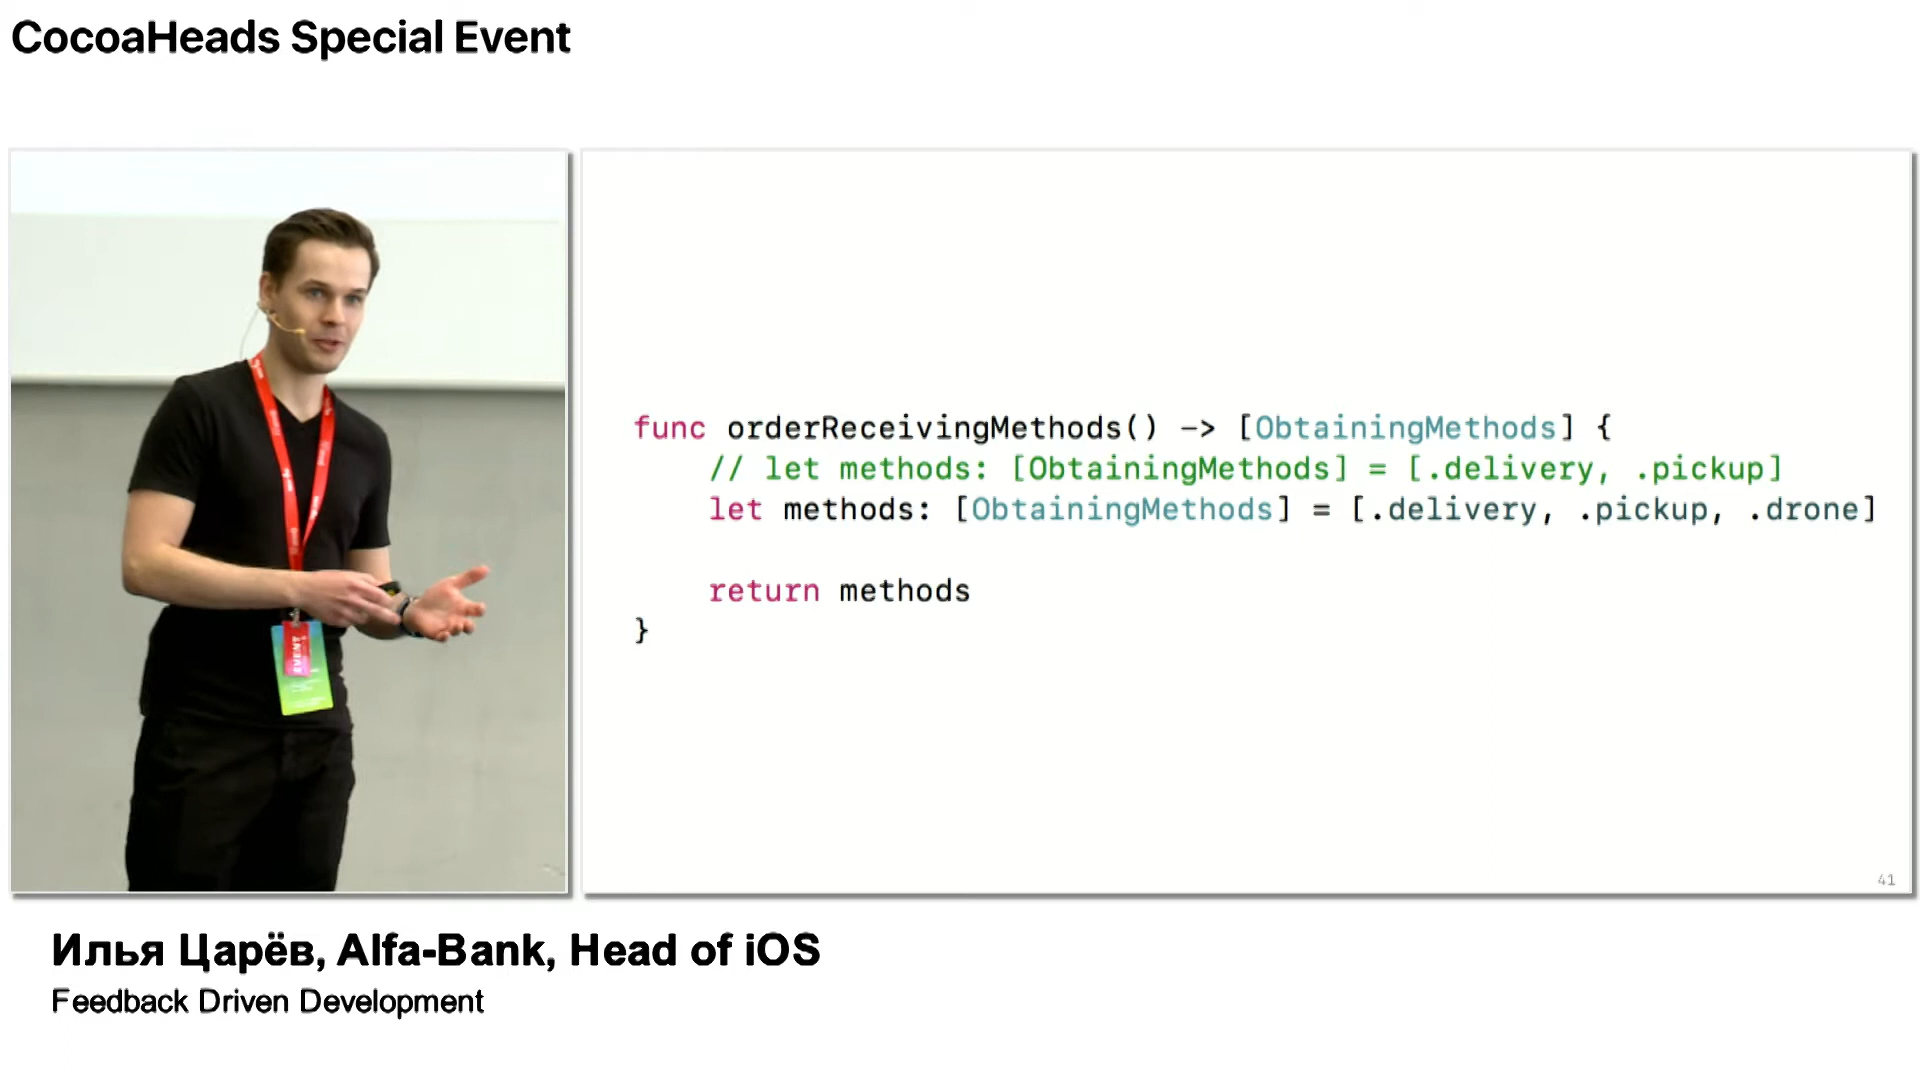 CocoaHeads Special Event
func orderReceivingMethods() -> [ObtainingMethods] {
// let methods: [ObtainingMethods] = [.delivery, .pickup]
let methods: [ObtainingMethods] = [.delivery, .pickup, .drone]
return methods
}
41
EVENT
Илья Царёв, Alfa-Bank, Head of iOS
Feedback Driven Development